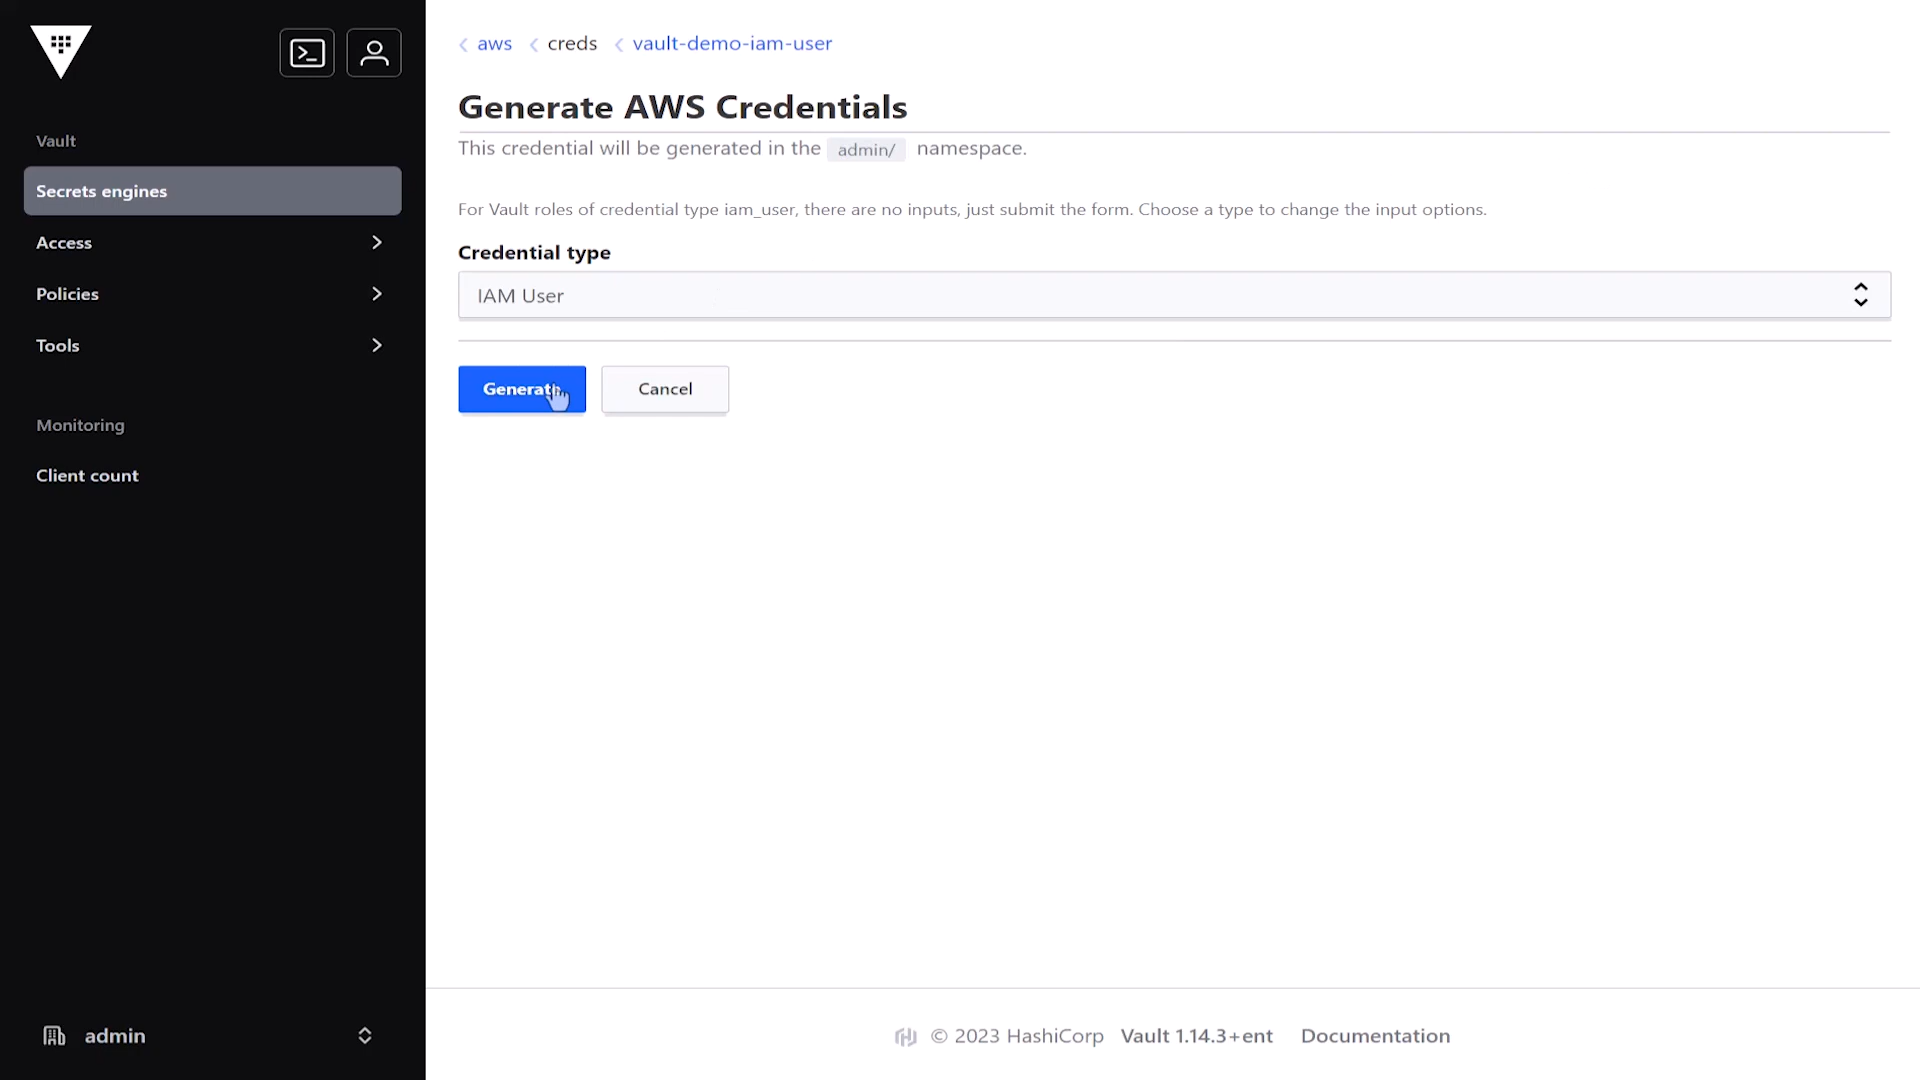 aws creds vault-demo-iam-user
Generate AWS Credentials
This credential will be generated in the admin/ namespace.
For Vault roles of credential type iam_user, there are no inputs, just submit the form. Choose a type to change the input options.
Credential type
IAM User
Generate Cancel
Vault
Secrets engines
Access
Policies
Tools
Monitoring
Client count
admin
© 2023 HashiCorp Vault 1.14.3+ent Documentation